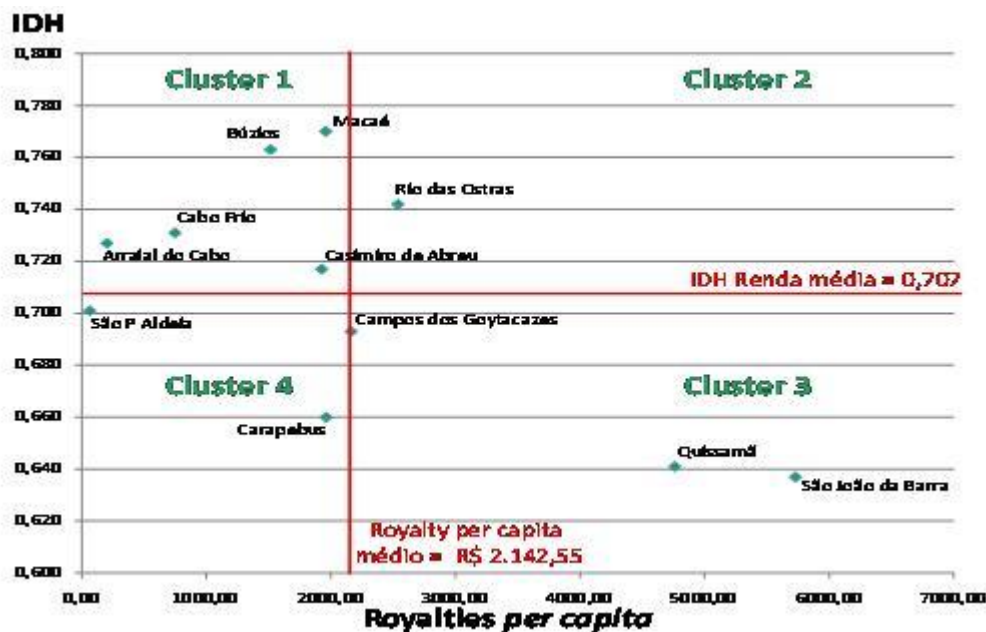 IDH
0,800
Cluster 1
Cluster 2
0,780
Macaé
Búzios
0,760
Rio das Ostras
0,740
Cabo Frio
0,720
Arraial do Cabo
Casimiro de Abreu
IDH Renda média = 0,707
0,700
São P Aldeia
Campos dos Goytacazes
0,680
Cluster 4
Cluster 3
0,660
Carapebus
Quissamã
0,640
São João da Barra
0,620
Royalty per capita
médio = R$ 2.142,55
0,600
0,00 1000,00 2000,00 3000,00 4000,00 5000,00 6000,00 7000,00
Royalties per capita